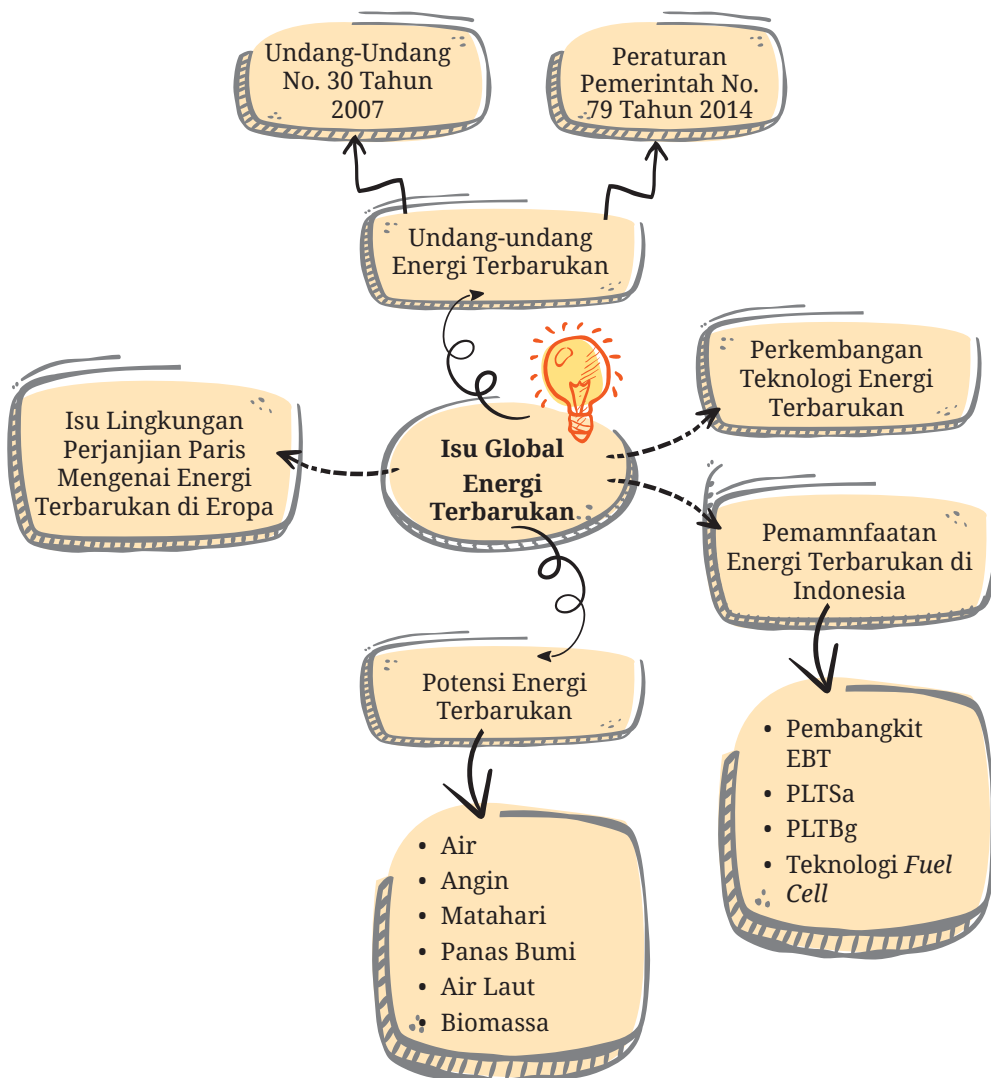 Undang-Undang
No. 30 Tahun
2007
Peraturan
Pemerintah No.
79 Tahun 2014
Undang-undang
Energi Terbarukan
Perkembangan
Teknologi Energi
Terbarukan
Isu Lingkungan
Perjanjian Paris
Mengenai Energi
Terbarukan di Eropa
Isu Global
Energi
Terbarukan
Pemamnfaatan
Energi Terbarukan di
Indonesia
Potensi Energi
Terbarukan
• Pembangkit
EBT
• PLTSa
• PLTBg
• Teknologi Fuel
Cell
• Air
• Angin
• Matahari
• Panas Bumi
• Air Laut
• Biomassa